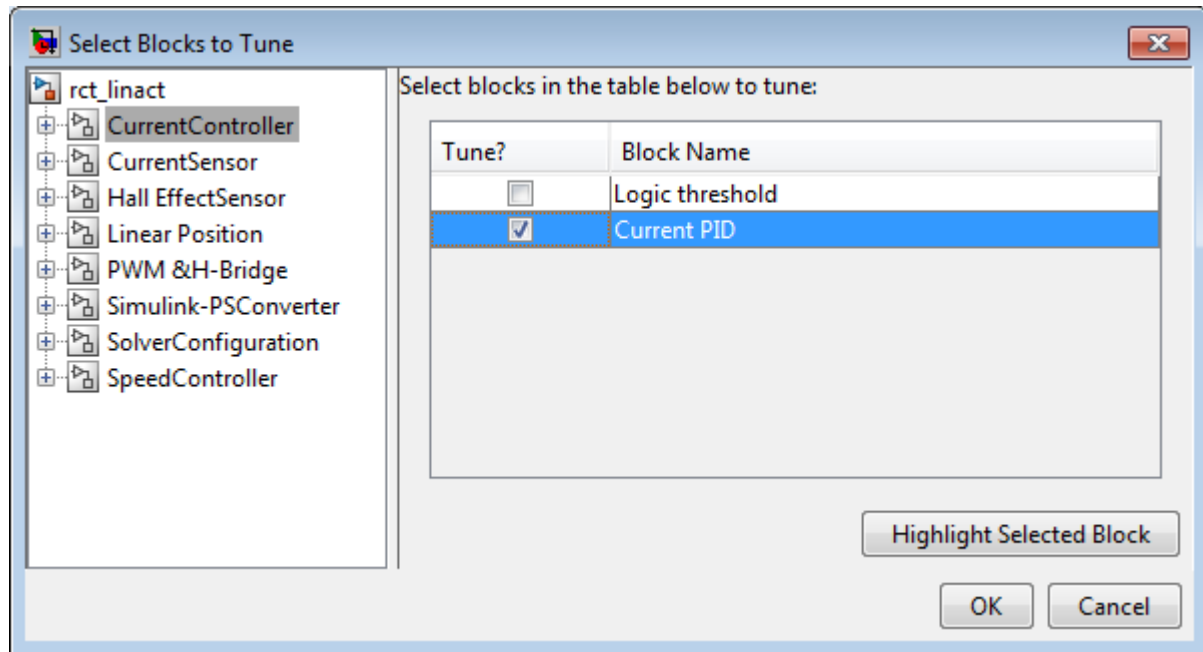 Select Blocks to Tune
rct_linact
CurrentController
CurrentSensor
Hall EffectSensor
Linear Position
PWM &H-Bridge
Simulink-PSConverter
SolverConfiguration
SpeedController
Select blocks in the table below to tune:
Tune? Block Name
Logic threshold
Current PID
Highlight Selected Block
OK Cancel